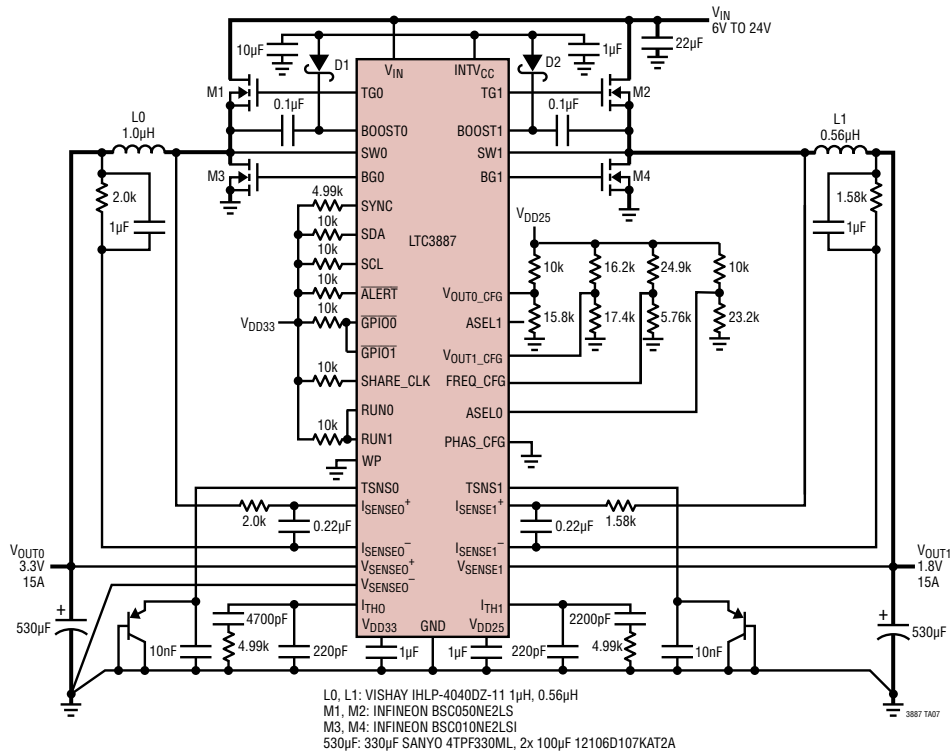 VIN
6V TO 24V
10µF
D1
D2
1µF
22µF
VIN
INTVCC
M1
TG0
TG1
M2
L0
1.0µH
0.1µF
BOOST0
BOOST1
0.1µF
L1
0.56µH
SW0
SW1
M3
BG0
BG1
M4
2.0k
1µF
4.99k
SYNC
1.58k
1µF
10k
SDA
LTC3887
VDD25
10k
SCL
10k
16.2k
24.9k
10k
10k
ALERT
VOUT0_CFG
VDD33
10k
GPIO0
ASEL1
15.8k
17.4k
5.76k
23.2k
GPIO1
VOUT1_CFG
10k
SHARE_CLK
FREQ_CFG
RUN0
ASEL0
10k
RUN1
PHAS_CFG
WP
TSNS0
TSNS1
2.0k
ISENSE0+
ISENSE1+
1.58k
0.22µF
0.22µF
VOUT0
3.3V
15A
ISENSE0–
ISENSE1–
VOUT1
1.8V
15A
VSENSE0+
VSENSE1
VSENSE0–
+
530µF
10nF
4700pF
4.99k
220pF
ITH0
ITH1
VDD33
GND
VDD25
1µF
1µF
220pF
2200pF
4.99k
10nF
+
530µF
L0, L1: VISHAY IHLP-4040DZ-11 1µH, 0.56µH
M1, M2: INFINEON BSC050NE2LS
M3, M4: INFINEON BSC010NE2LSI
530µF: 330µF SANYO 4TPF330ML, 2x 100µF 12106D107KAT2A
3887 TA07